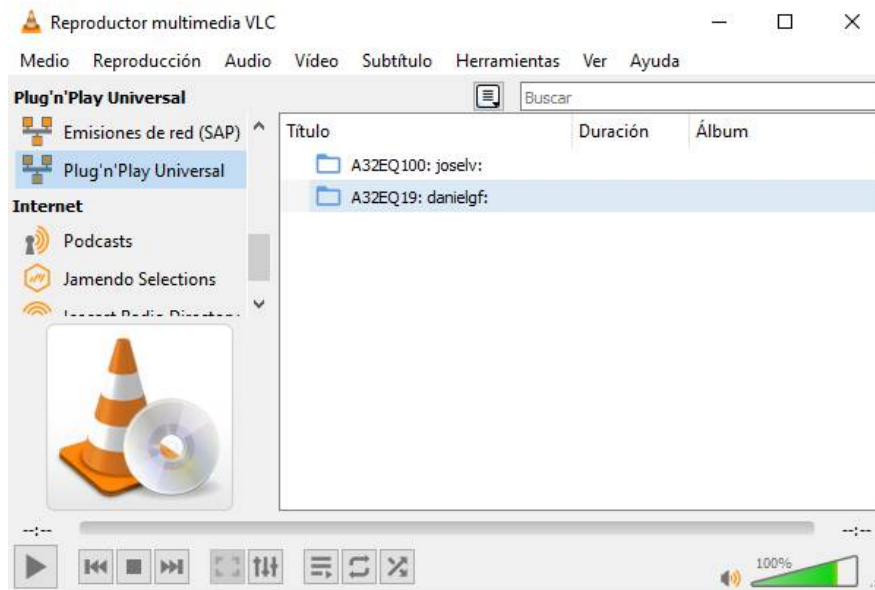 Reproductor multimedia VLC
Medio Reproducción Audio Vídeo Subtítulo Herramientas Ver Ayuda
Plug'n'Play Universal
Buscar
Emisiones de red (SAP)
Plug'n'Play Universal
Internet
Podcasts
Jamendo Selections
Título Duración Álbum
A32EQ100: joselv:
A32EQ19: danielgf:
--:-- --:--
100%